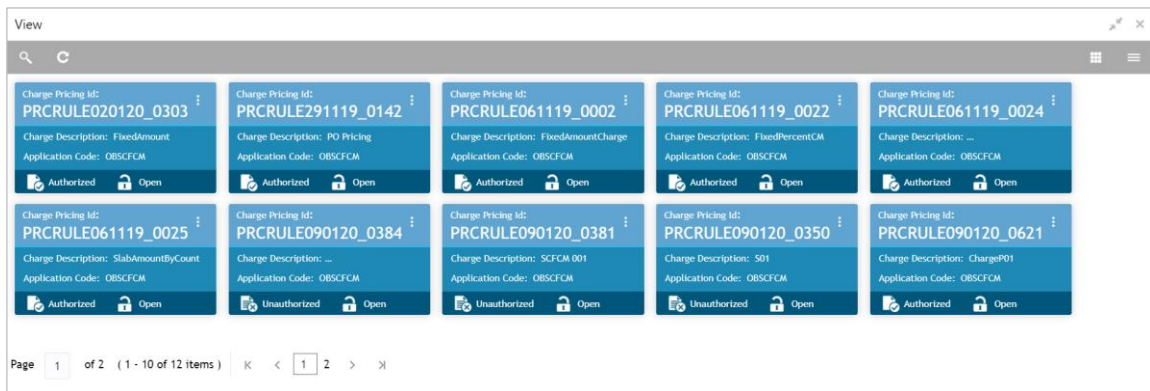 View
Charge Pricing Id:
PRCRULE020120_0303
Charge Description: FixedAmount
Application Code: OBSCFCM
Authorized Open
Charge Pricing Id:
PRCRULE291119_0142
Charge Description: PO Pricing
Application Code: OBSCFCM
Authorized Open
Charge Pricing Id:
PRCRULE061119_0002
Charge Description: FixedAmountCharge
Application Code: OBSCFCM
Authorized Open
Charge Pricing Id:
PRCRULE061119_0022
Charge Description: FixedPercentCM
Application Code: OBSCFCM
Authorized Open
Charge Pricing Id:
PRCRULE061119_0024
Charge Description: ...
Application Code: OBSCFCM
Authorized Open
Charge Pricing Id:
PRCRULE061119_0025
Charge Description: SlabAmountByCount
Application Code: OBSCFCM
Authorized Open
Charge Pricing Id:
PRCRULE090120_0384
Charge Description: ...
Application Code: OBSCFCM
Unauthorized Open
Charge Pricing Id:
PRCRULE090120_0381
Charge Description: SCFCM 001
Application Code: OBSCFCM
Unauthorized Open
Charge Pricing Id:
PRCRULE090120_0350
Charge Description: S01
Application Code: OBSCFCM
Unauthorized Open
Charge Pricing Id:
PRCRULE090120_0621
Charge Description: ChargeP01
Application Code: OBSCFCM
Authorized Open
Page 1 of 2 (1 - 10 of 12 items) 1 2